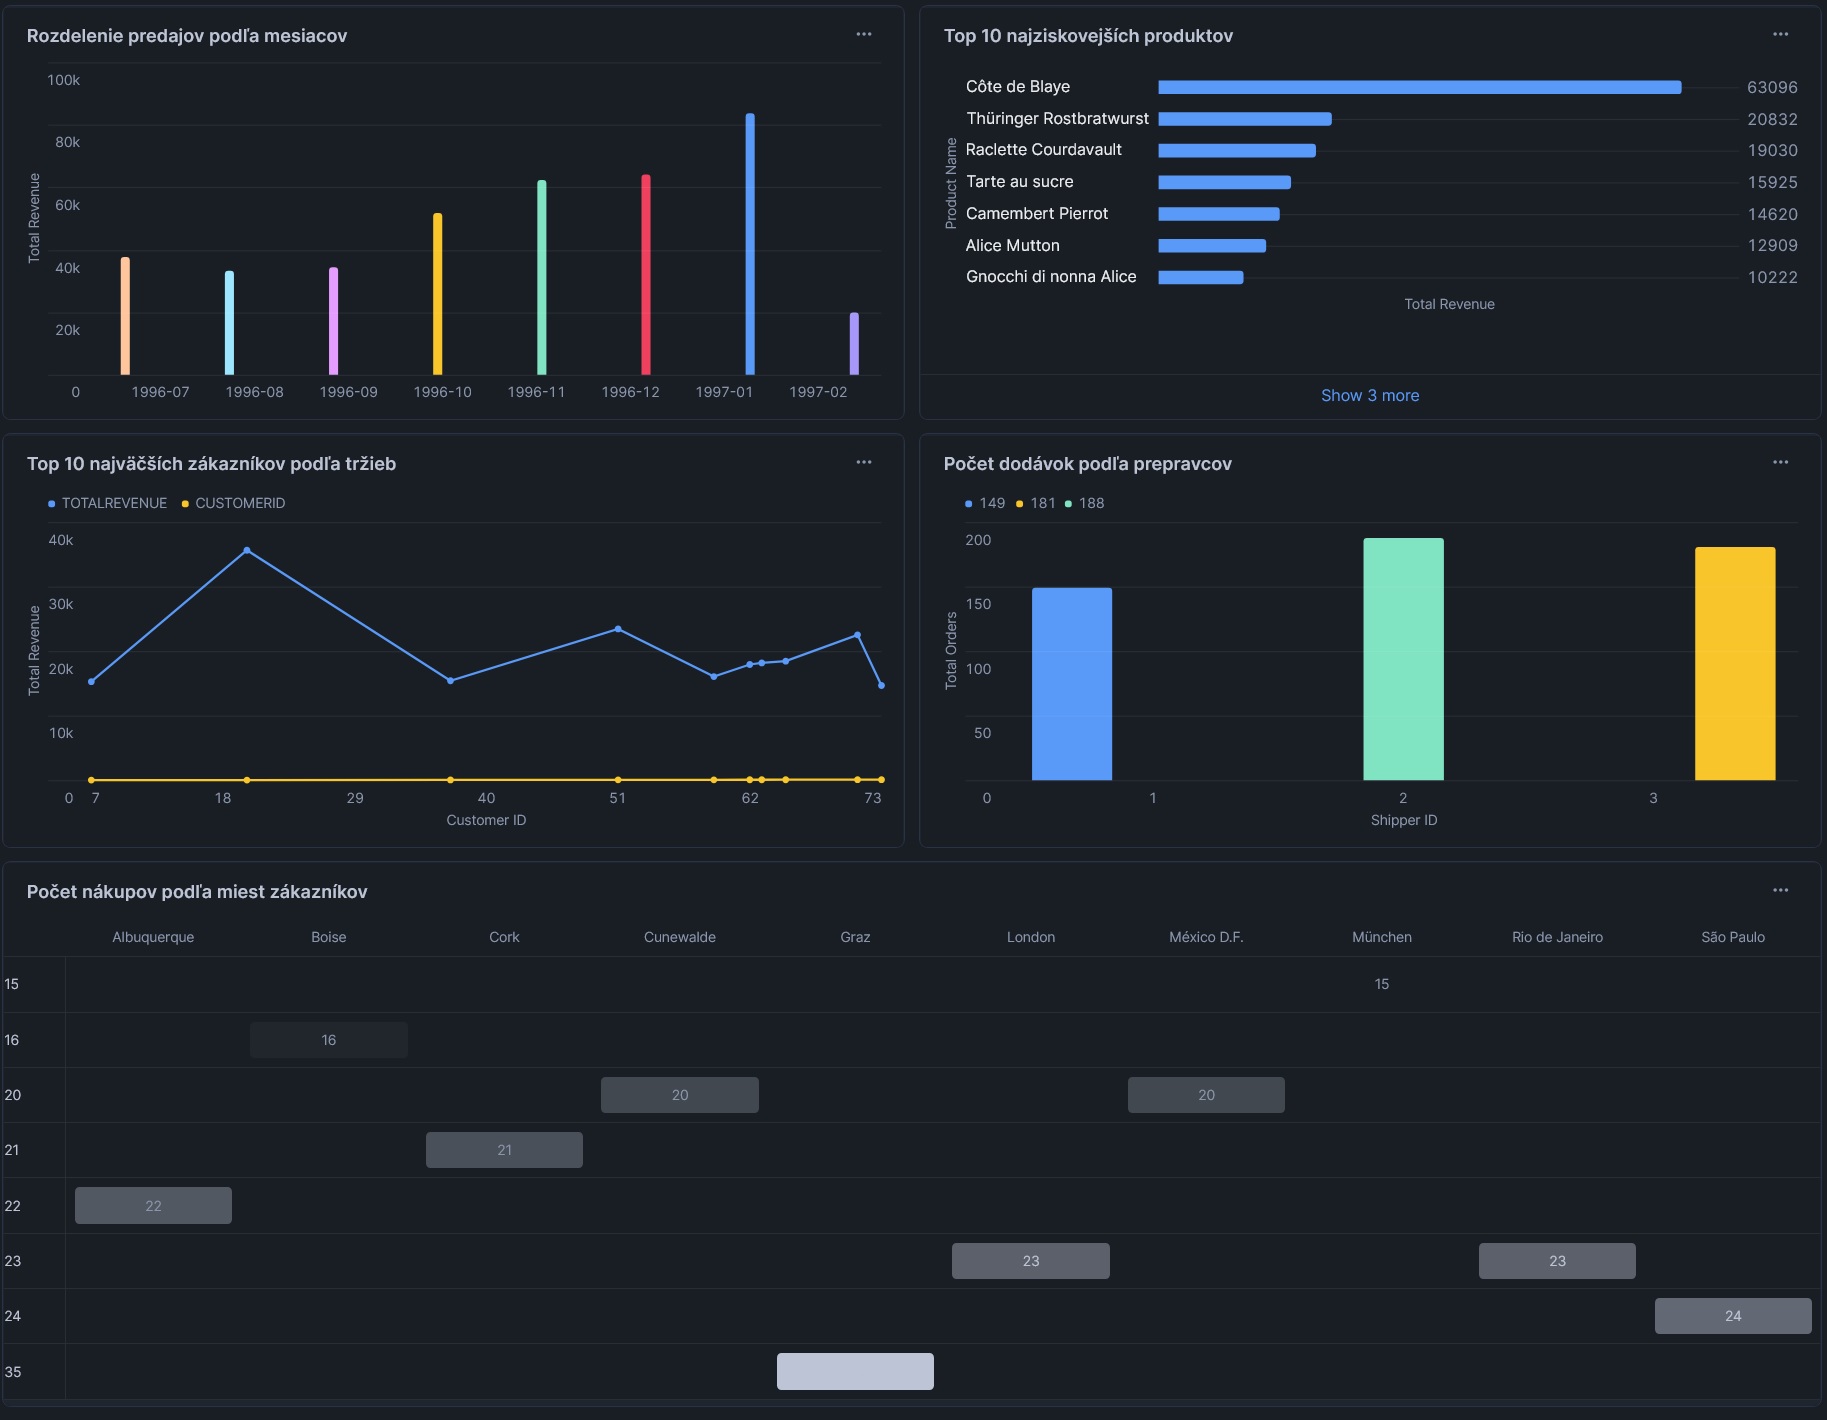 Rozdelenie predajov podľa mesiacov
Total Revenue
100k
80k
60k
40k
20k
0
1996-07 1996-08 1996-09 1996-10 1996-11 1996-12 1997-01 1997-02
Top 10 najziskovejších produktov
Product Name
Côte de Blaye 63096
Thüringer Rostbratwurst 20832
Raclette Courdavault 19030
Tarte au sucre 15925
Camembert Pierrot 14620
Alice Mutton 12909
Gnocchi di nonna Alice 10222
Total Revenue
Show 3 more
Top 10 najväčších zákazníkov podľa tržieb
TOTALREVENUE CUSTOMERID
Total Revenue
40k
30k
20k
10k
0 7 18 29 40 51 62 73
Customer ID
Počet dodávok podľa prepravcov
149 181 188
Total Orders
200
150
100
50
0 1 2 3
Shipper ID
Počet nákupov podľa miest zákazníkov
Albuquerque Boise Cork Cunewalde Graz London México D.F. München Rio de Janeiro São Paulo
15 15
16 16
20 20 20
21 21
22 22
23 23 23
24 24
35